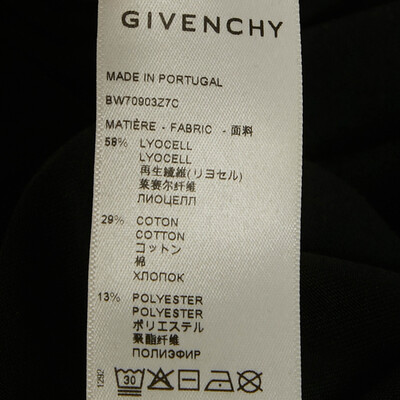 GIVENCHY
MADE IN PORTUGAL
BW70903Z7C
MATIÈRE - FABRIC - 面料
58% LYOCELL
LYOCELL
再生繊維(リヨセル)
莱赛尔纤维
ЛИОЦЕЛЛ
29% COTON
COTTON
コットン
棉
ХЛОПОК
13% POLYESTER
POLYESTER
ポリエステル
聚酯纤维
ПОЛИЭФИР
1292
30